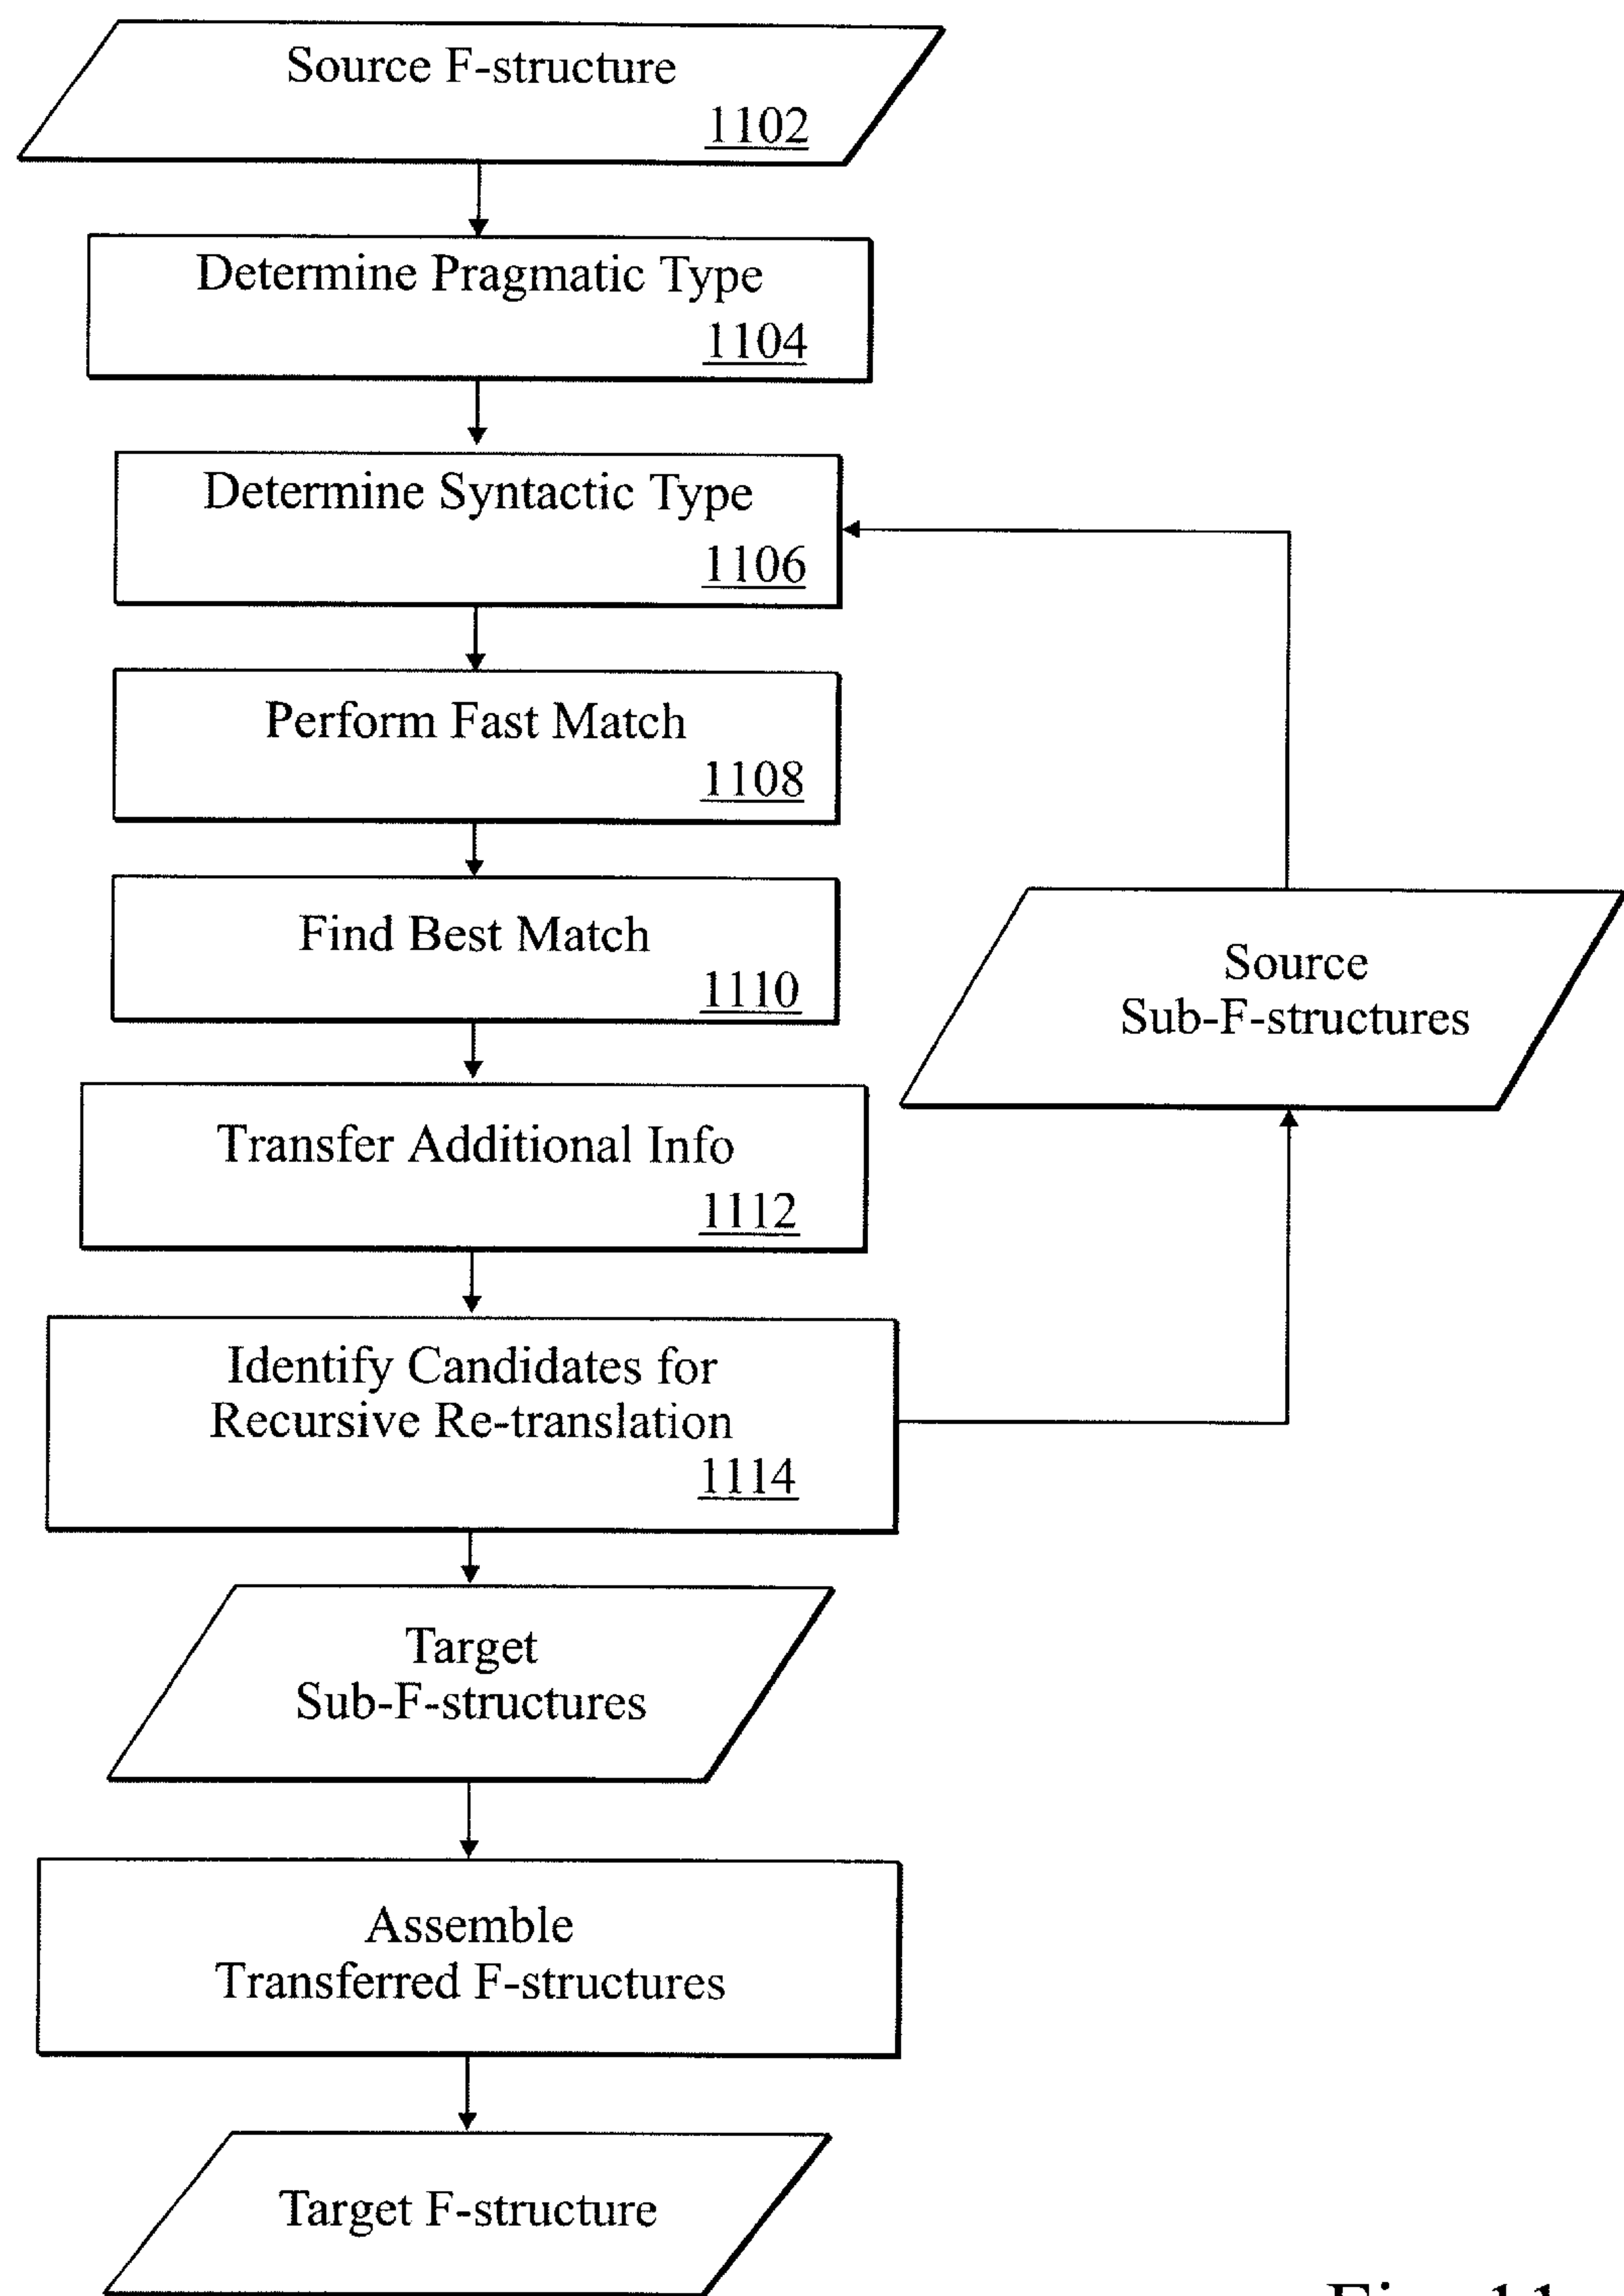 Source F-structure
1102
Determine Pragmatic Type
1104
Determine Syntactic Type
1106
Perform Fast Match
1108
Find Best Match
1110
Source
Sub-F-structures
Transfer Additional Info
1112
Identify Candidates for
Recursive Re-translation
1114
Target
Sub-F-structures
Assemble
Transferred F-structures
Target F-structure